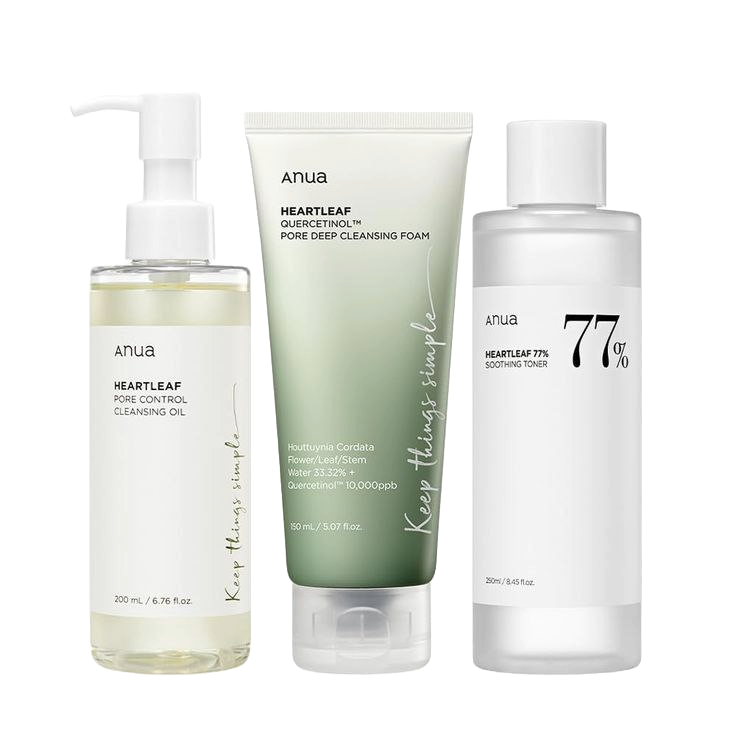 Anua
HEARTLEAF
PORE CONTROL
CLEANSING OIL
Keep things simple
200 mL / 6.76 fl.oz.
Anua
HEARTLEAF
QUERCETINOL™
PORE DEEP CLEANSING FOAM
Keep things simple
Houttuynia Cordata
Flower/Leaf/Stem
Water 33.32% +
Quercetinol™ 10,000ppb
150 mL / 5.07 fl.oz.
Anua
77%
HEARTLEAF 77%
SOOTHING TONER
250ml / 8.45 fl.oz.